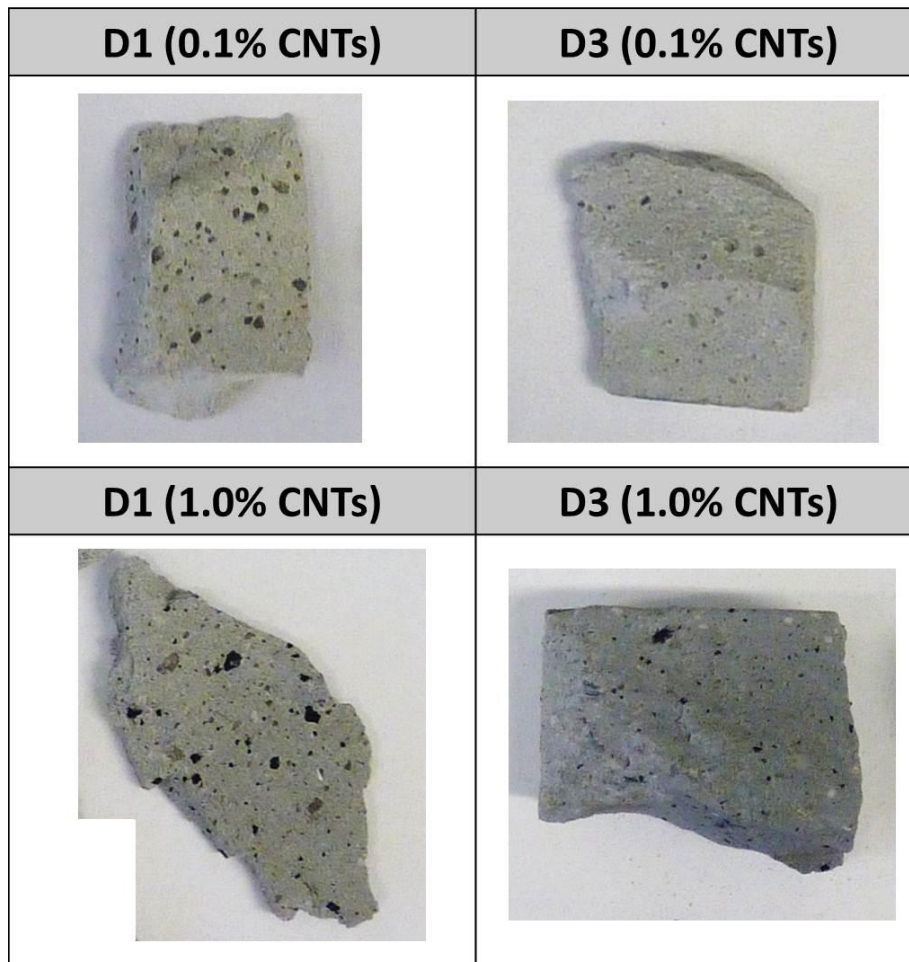 D1 (0.1% CNTs)
D3 (0.1% CNTs)
D1 (1.0% CNTs)
D3 (1.0% CNTs)